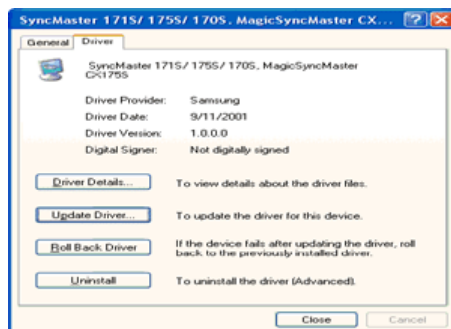 SyncMaster 171S/ 175S/ 170S, MagicSyncMaster CX...
General
Driver
SyncMaster 171S/ 175S/ 170S, MagicSyncMaster
CX175S
Driver Provider: Samsung
Driver Date: 9/11/2001
Driver Version: 1.0.0.0
Digital Signer: Not digitally signed
Driver Details... To view details about the driver files.
Update Driver... To update the driver for this device.
Roll Back Driver If the device fails after updating the driver, roll
back to the previously installed driver.
Uninstall To uninstall the driver (Advanced).
Close Cancel